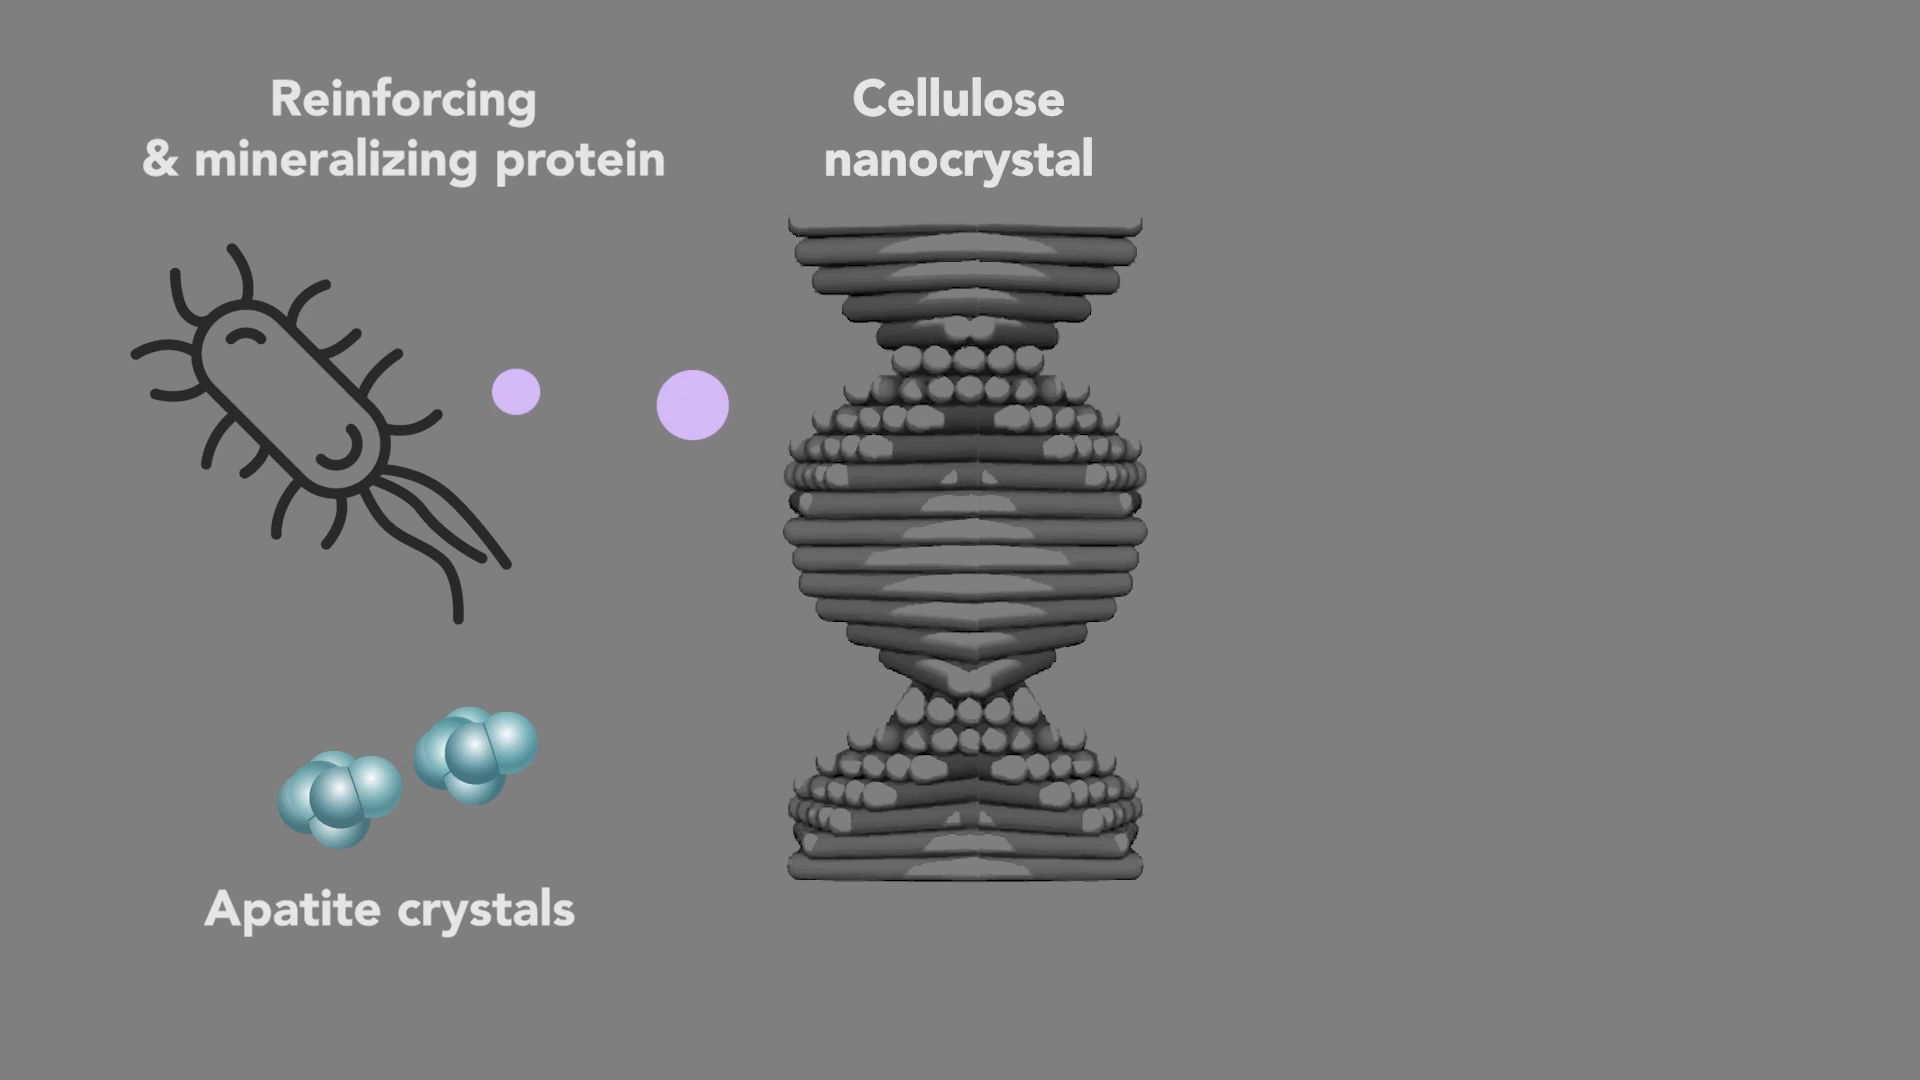 Reinforcing
& mineralizing protein
Cellulose
nanocrystal
Apatite crystals